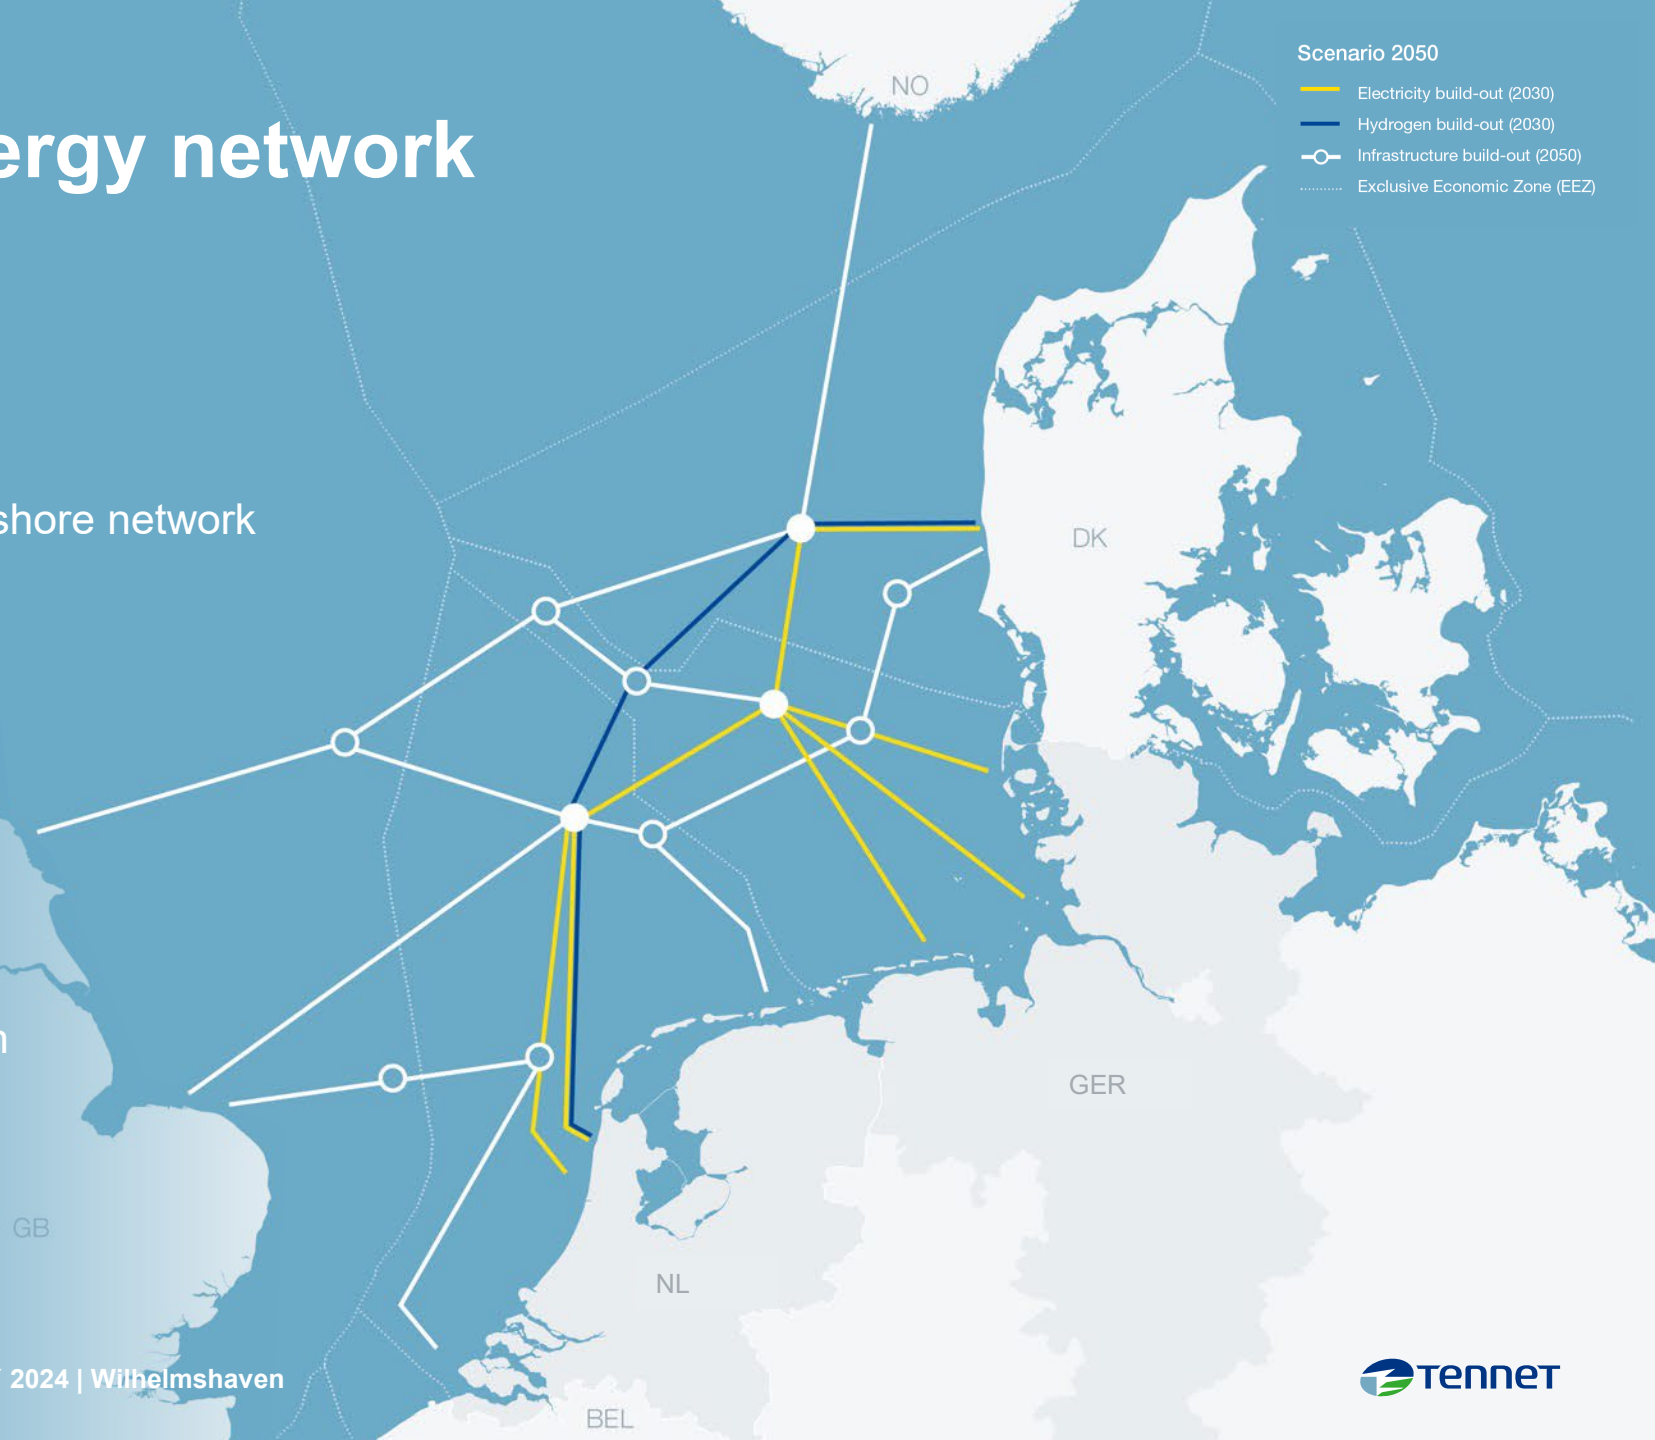 Scenario 2050
Electricity build-out (2030)
Hydrogen build-out (2030)
Infrastructure build-out (2050)
Exclusive Economic Zone (EEZ)
NO
ergy network
shore network
DK
n
GER
GB
NL
2024 | Wilhelmshaven
TenneT
BEL